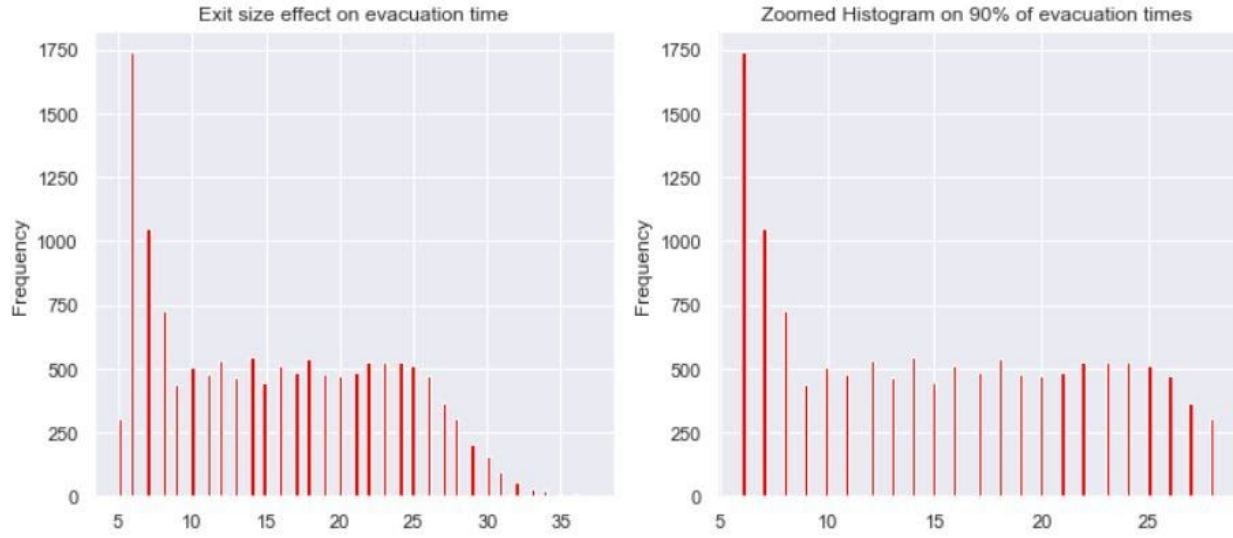 Exit size effect on evacuation time
1750
1500
1250
1000
750
500
250
0
Frequency
5 10 15 20 25 30 35
Zoomed Histogram on 90% of evacuation times
1750
1500
1250
1000
750
500
250
0
Frequency
5 10 15 20 25